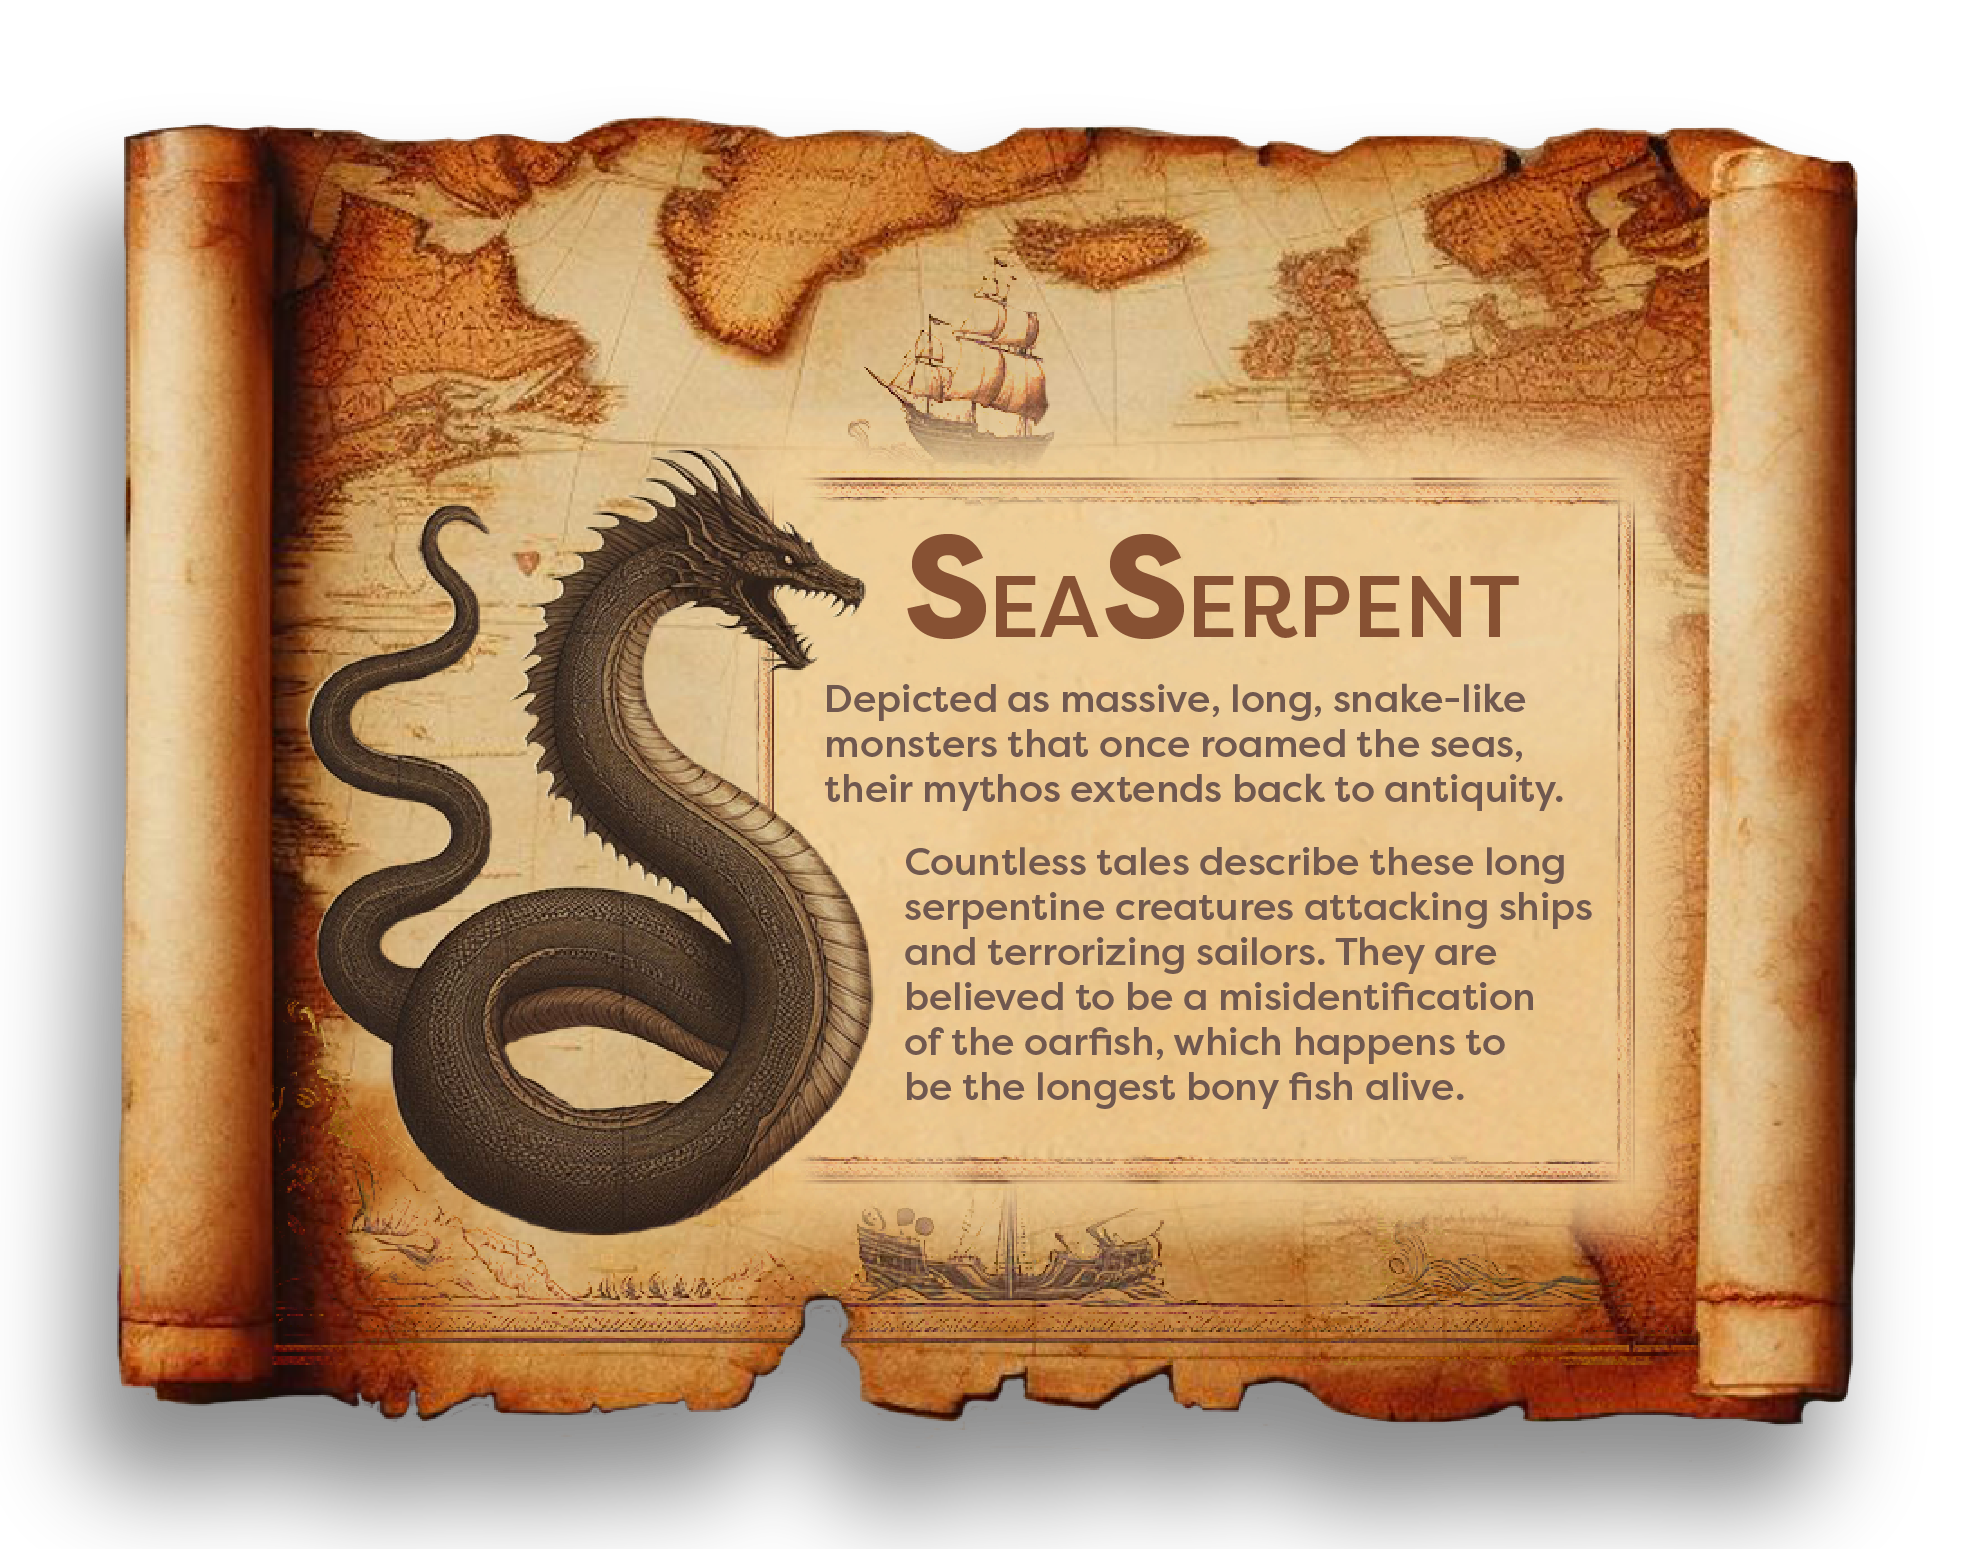 SEASERPENT
Depicted as massive, long, snake-like
monsters that once roamed the seas,
their mythos extends back to antiquity.
Countless tales describe these long
serpentine creatures attacking ships
and terrorizing sailors. They are
believed to be a misidentification
of the oarfish, which happens to
be the longest bony fish alive.